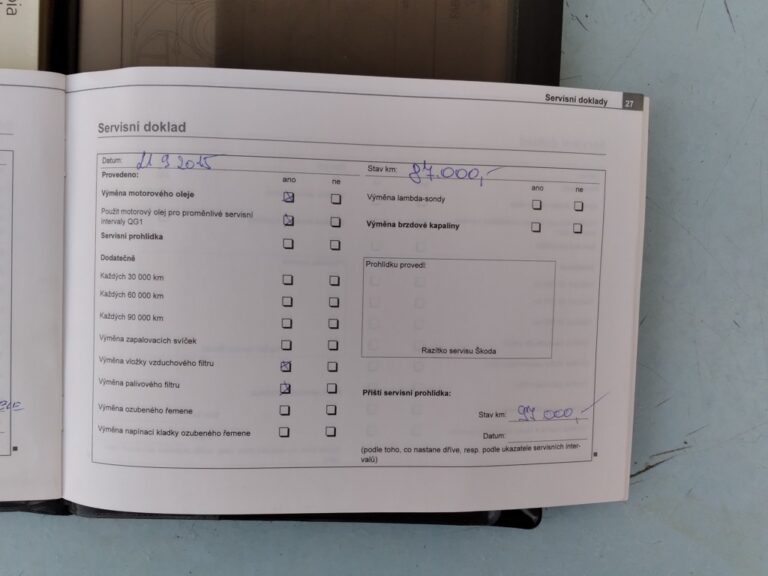 bia
Servisní doklady 27
Servisní doklad
Datum: 21 9 2015 Stav km: 87.000,-
Provedeno: ano ne ano ne
Výměna motorového oleje Výměna lambda-sondy
Použit motorový olej pro proměnlivé servisní
intervaly QG1 Výměna brzdové kapaliny
Servisní prohlídka
Dodatečně
Každých 30 000 km Prohlídku provedl:
Každých 60 000 km
Každých 90 000 km
Výměna zapalovacích svíček Razítko servisu Škoda
Výměna vložky vzduchového filtru
Výměna palivového filtru Příští servisní prohlídka:
Výměna ozubeného řemene Stav km: 97 000,-
Výměna napínací kladky ozubeného řemene Datum:
(podle toho, co nastane dříve, resp. podle ukazatele servisních inter-
valů)